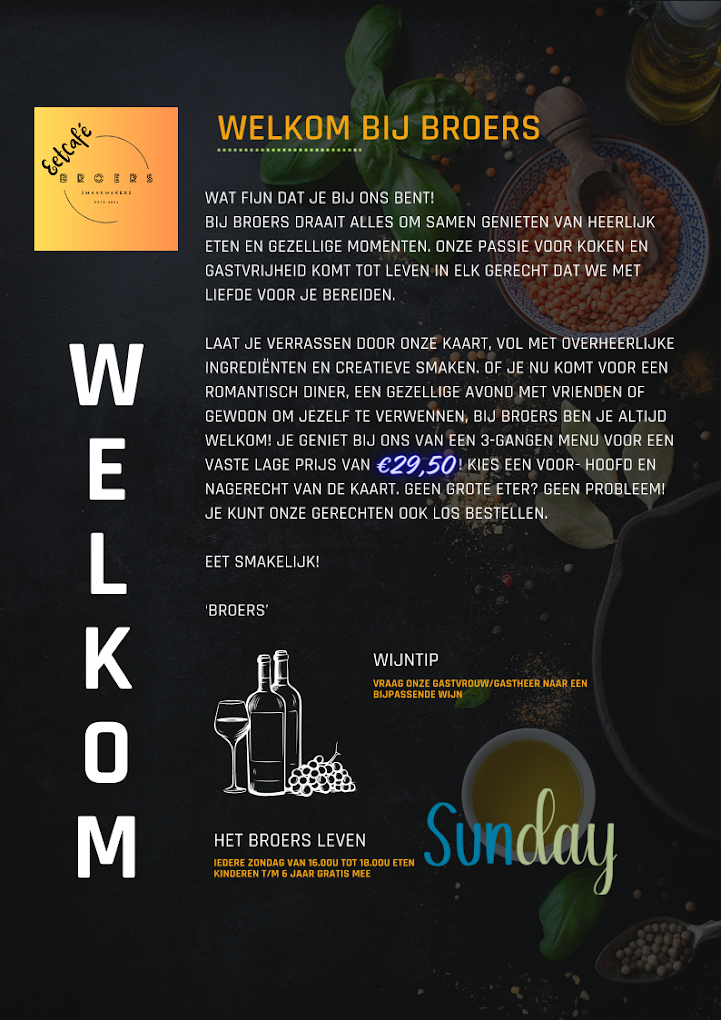 Eetcafé
BROERS
SMAAKMAKERS
WELKOM BIJ BROERS
WAT FIJN DAT JE BIJ ONS BENT!
BIJ BROERS DRAAIT ALLES OM SAMEN GENIETEN VAN HEERLIJK
ETEN EN GEZELLIGE MOMENTEN. ONZE PASSIE VOOR KOKEN EN
GASTVRIJHEID KOMT TOT LEVEN IN ELK GERECHT DAT WE MET
LIEFDE VOOR JE BEREIDEN.
LAAT JE VERRASSEN DOOR ONZE KAART, VOL MET OVERHEERLIJKE
INGREDIËNTEN EN CREATIEVE SMAKEN. OF JE NU KOMT VOOR EEN
ROMANTISCH DINER, EEN GEZELLIGE AVOND MET VRIENDEN OF
GEWOON OM JEZELF TE VERWENNEN, BIJ BROERS BEN JE ALTIJD
WELKOM! JE GENIET BIJ ONS VAN EEN 3-GANGEN MENU VOOR EEN
VASTE LAGE PRIJS VAN €29,50! KIES EEN VOOR- HOOFD EN
NAGERECHT VAN DE KAART. GEEN GROTE ETER? GEEN PROBLEEM!
JE KUNT ONZE GERECHTEN OOK LOS BESTELLEN.
EET SMAKELIJK!
‘BROERS’
WELKOM
WIJNTIP
VRAAG ONZE GASTVROUW/GASTHEER NAAR EEN
BIJPASSENDE WIJN
HET BROERS LEVEN
IEDERE ZONDAG VAN 16.00U TOT 18.00U ETEN
KINDEREN T/M 6 JAAR GRATIS MEE
Sunday